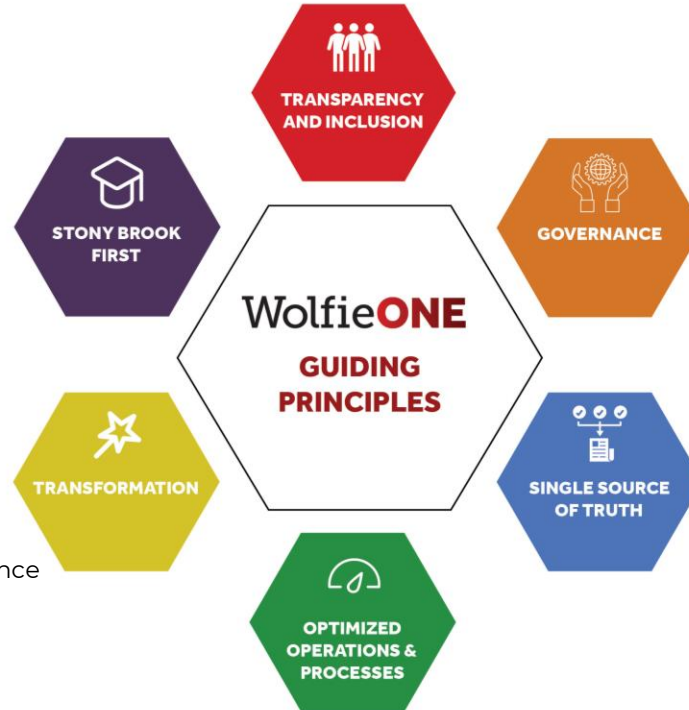 TRANSPARENCY
AND INCLUSION
STONY BROOK
FIRST
GOVERNANCE
WolfieONE
GUIDING
PRINCIPLES
TRANSFORMATION
SINGLE SOURCE
OF TRUTH
nce
OPTIMIZED
OPERATIONS &
PROCESSES